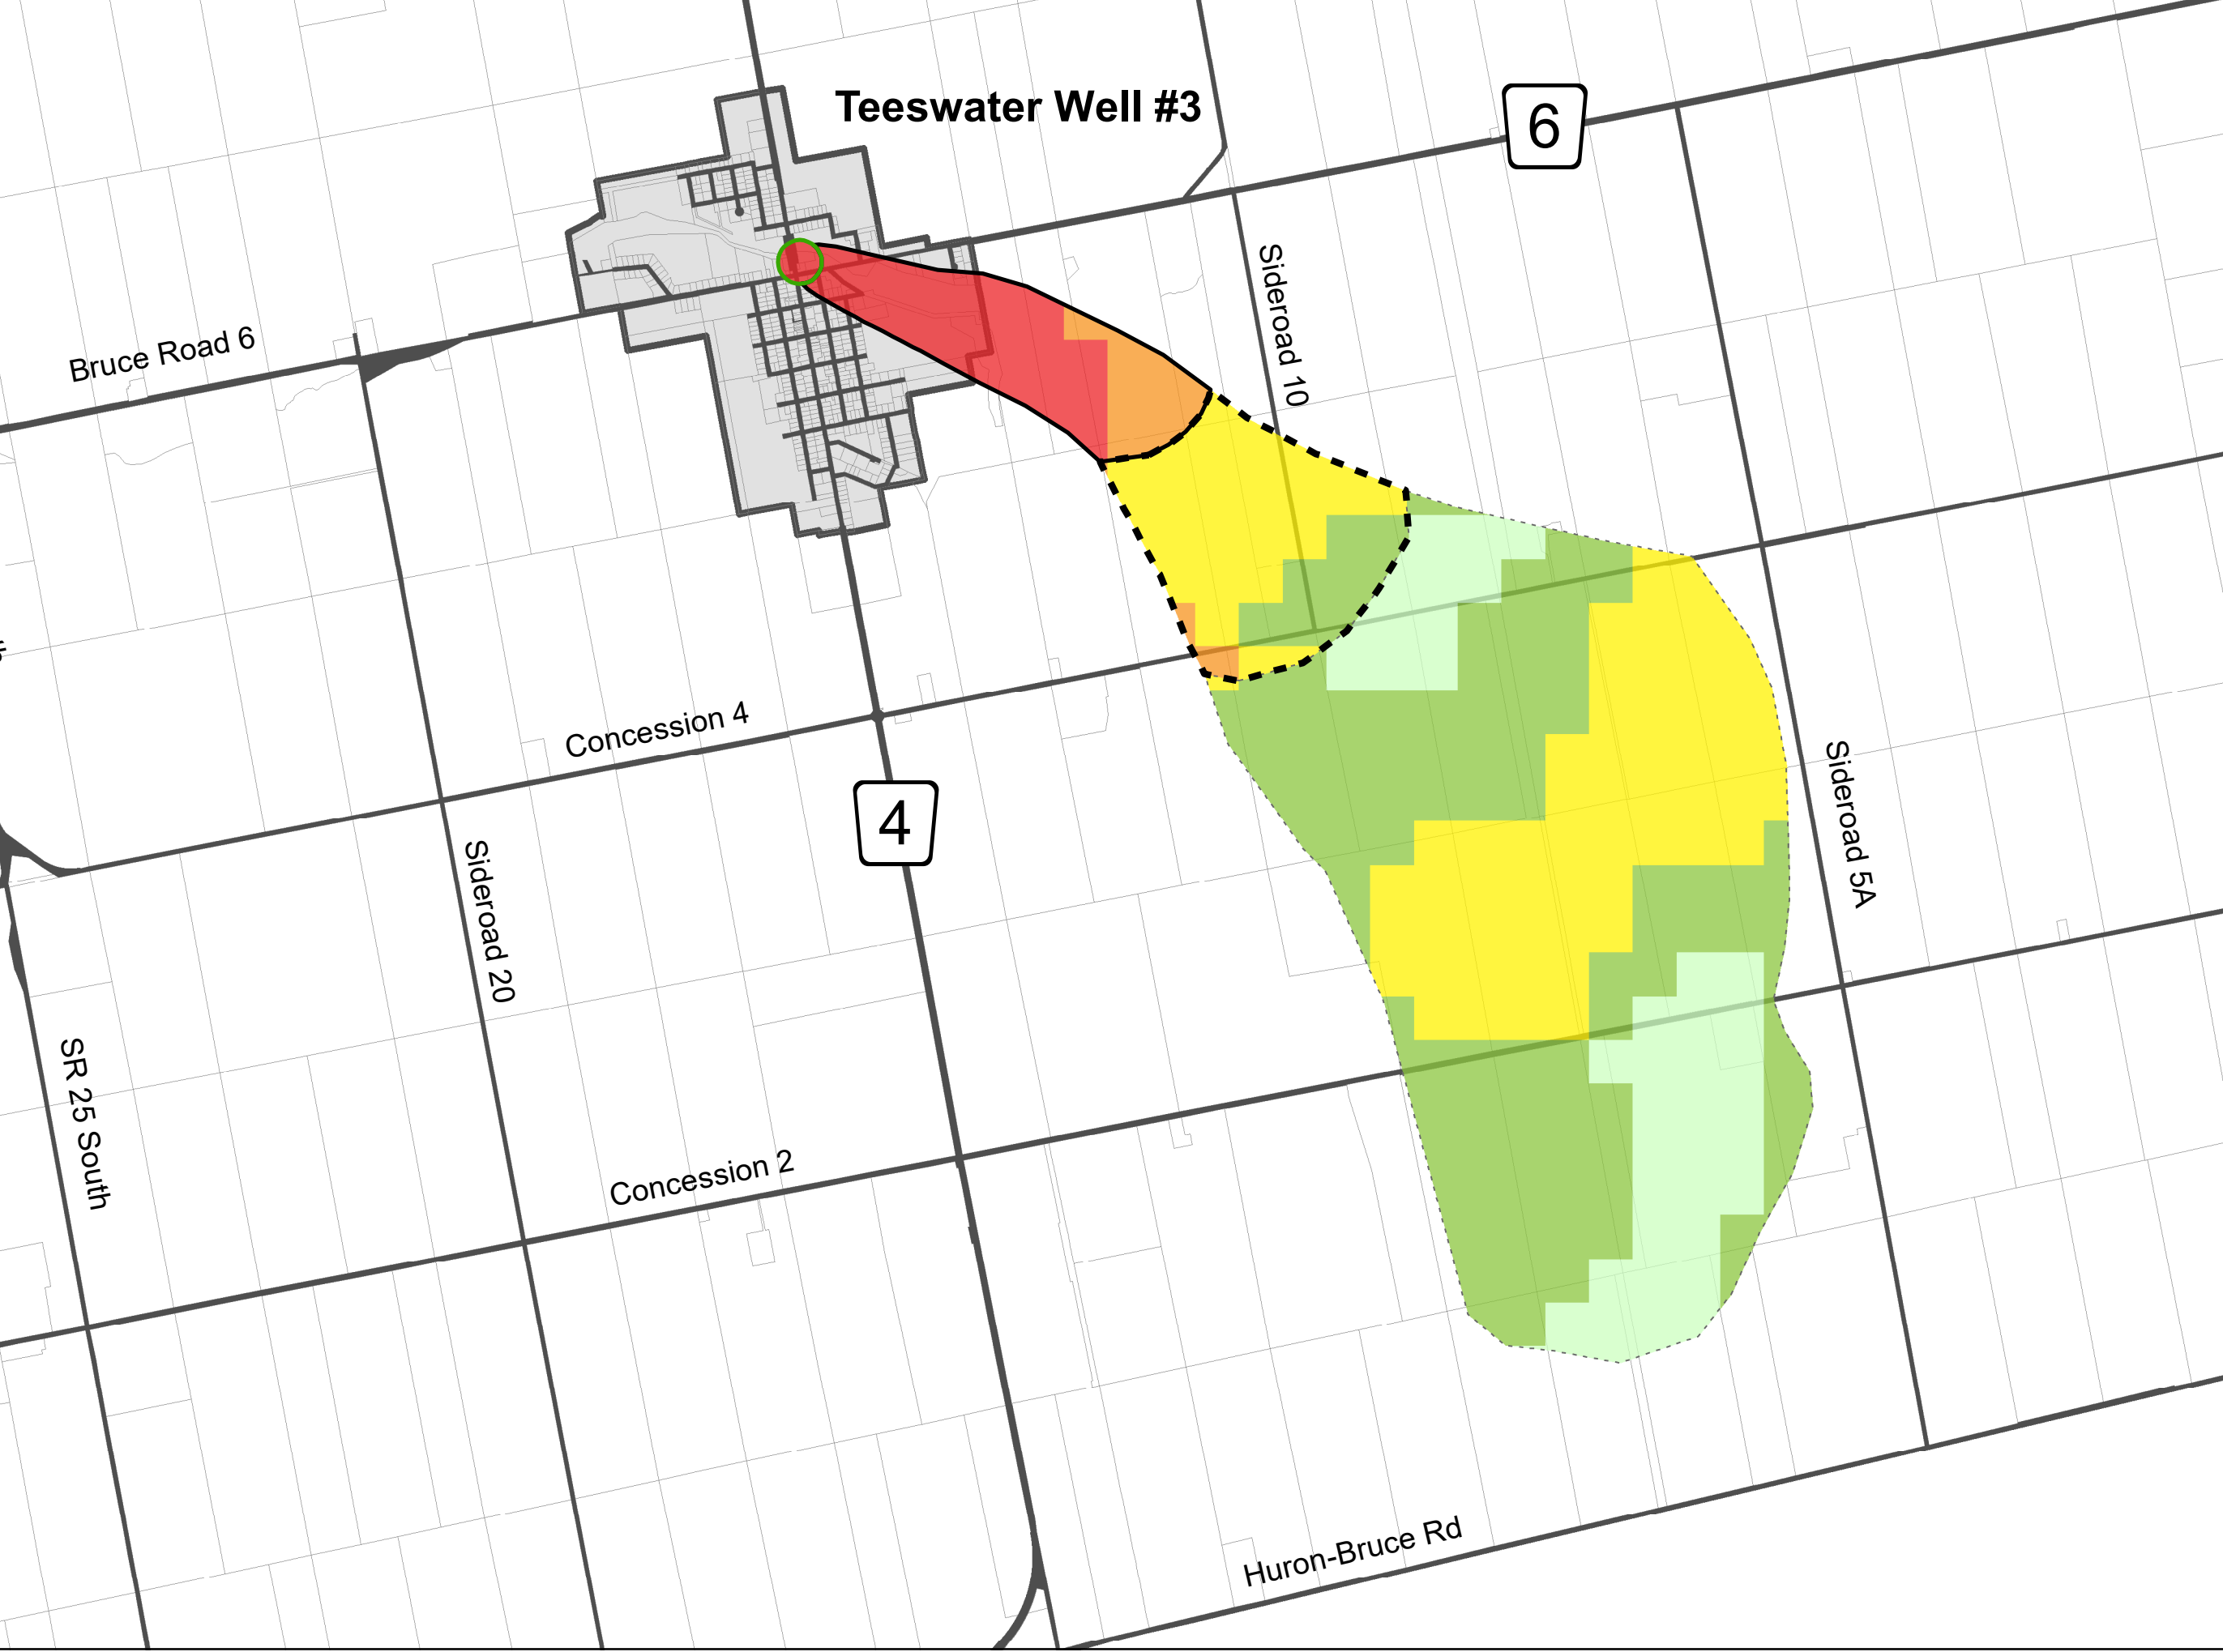 Teeswater Well #3
6
Sideroad 10
Bruce Road 6
Concession 4
4
Sideroad 5A
Sideroad 20
SR 25 South
Concession 2
Huron-Bruce Rd